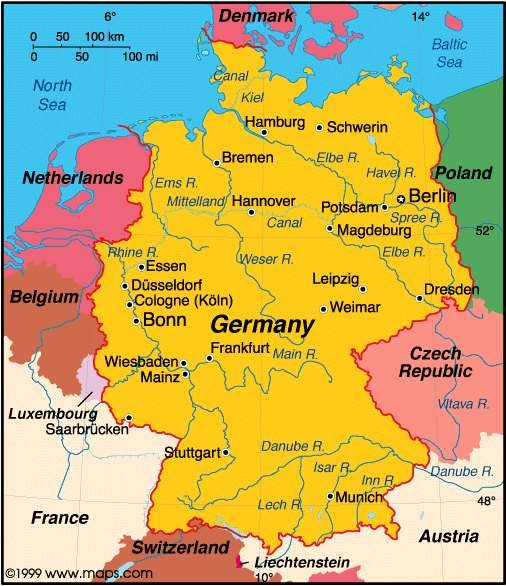 6°
Denmark
14°
0 50 100 km
0 50 100 mi
Baltic
Sea
North
Sea
Canal
Kiel
Hamburg
Schwerin
Bremen
Elbe R.
Havel R.
Poland
Netherlands
Ems R.
Mittelland
Hannover
Berlin
Potsdam
Spree R.
Canal
Magdeburg
52°
Rhine R.
Weser R.
Elbe R.
Essen
Belgium
Düsseldorf
Leipzig
Dresden
Cologne (Köln)
Weimar
Bonn
Germany
Frankfurt
Main R.
Czech
Republic
Wiesbaden
Mainz
Luxembourg
Vltava R.
Saarbrücken
Stuttgart
Danube R.
Isar R.
Danube R.
Inn R.
Lech R.
Munich
48°
France
Austria
Switzerland
Liechtenstein
10°
©1999 www.maps.com